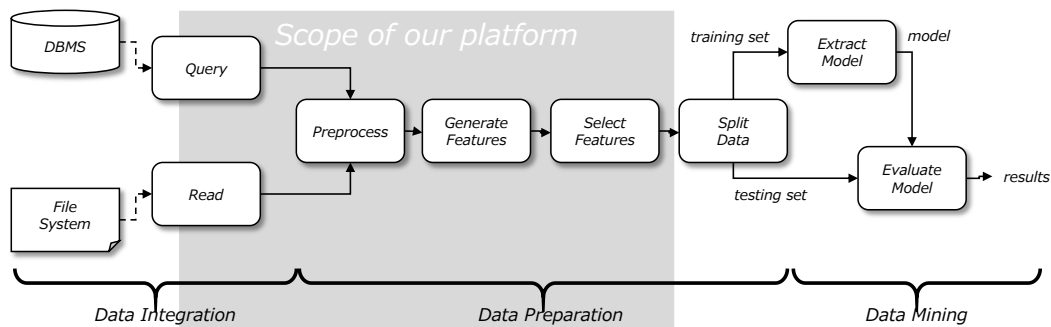 Scope of our platform
DBMS
Query
File
System
Read
Preprocess
Generate
Features
Select
Features
Split
Data
training set
testing set
Extract
Model
model
Evaluate
Model
results
Data Integration
Data Preparation
Data Mining